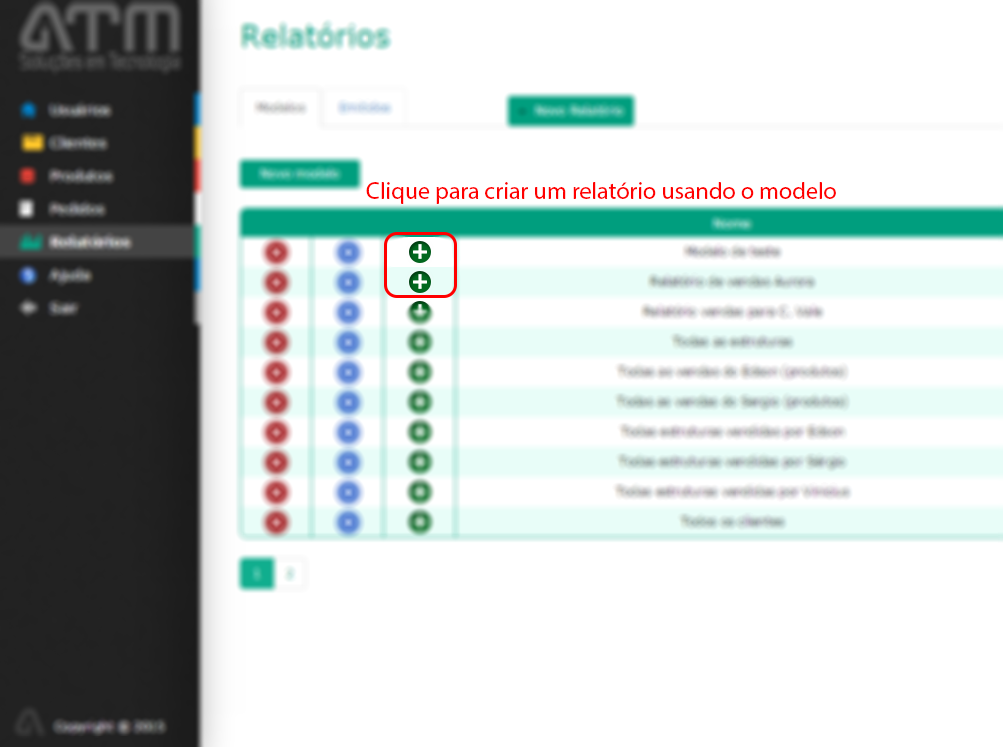 ATM
Soluções em Tecnologia
Relatórios
Usuários
Clientes
Produtos
Pedidos
Relatórios
Ajuda
Sair
Modelos
Emitidos
Novo Relatório
Novo modelo
Clique para criar um relatório usando o modelo
Nome
Modelo de teste
Relatório de vendas Aurora
Relatório vendas para C. Vale
Todas as estruturas
Todas as vendas do Edson (produtos)
Todas as vendas do Sergio (produtos)
Todas estruturas vendidas por Edson
Todas estruturas vendidas por Sérgio
Todas estruturas vendidas por Vinicius
Todos os clientes
1 2
Copyright © 2015